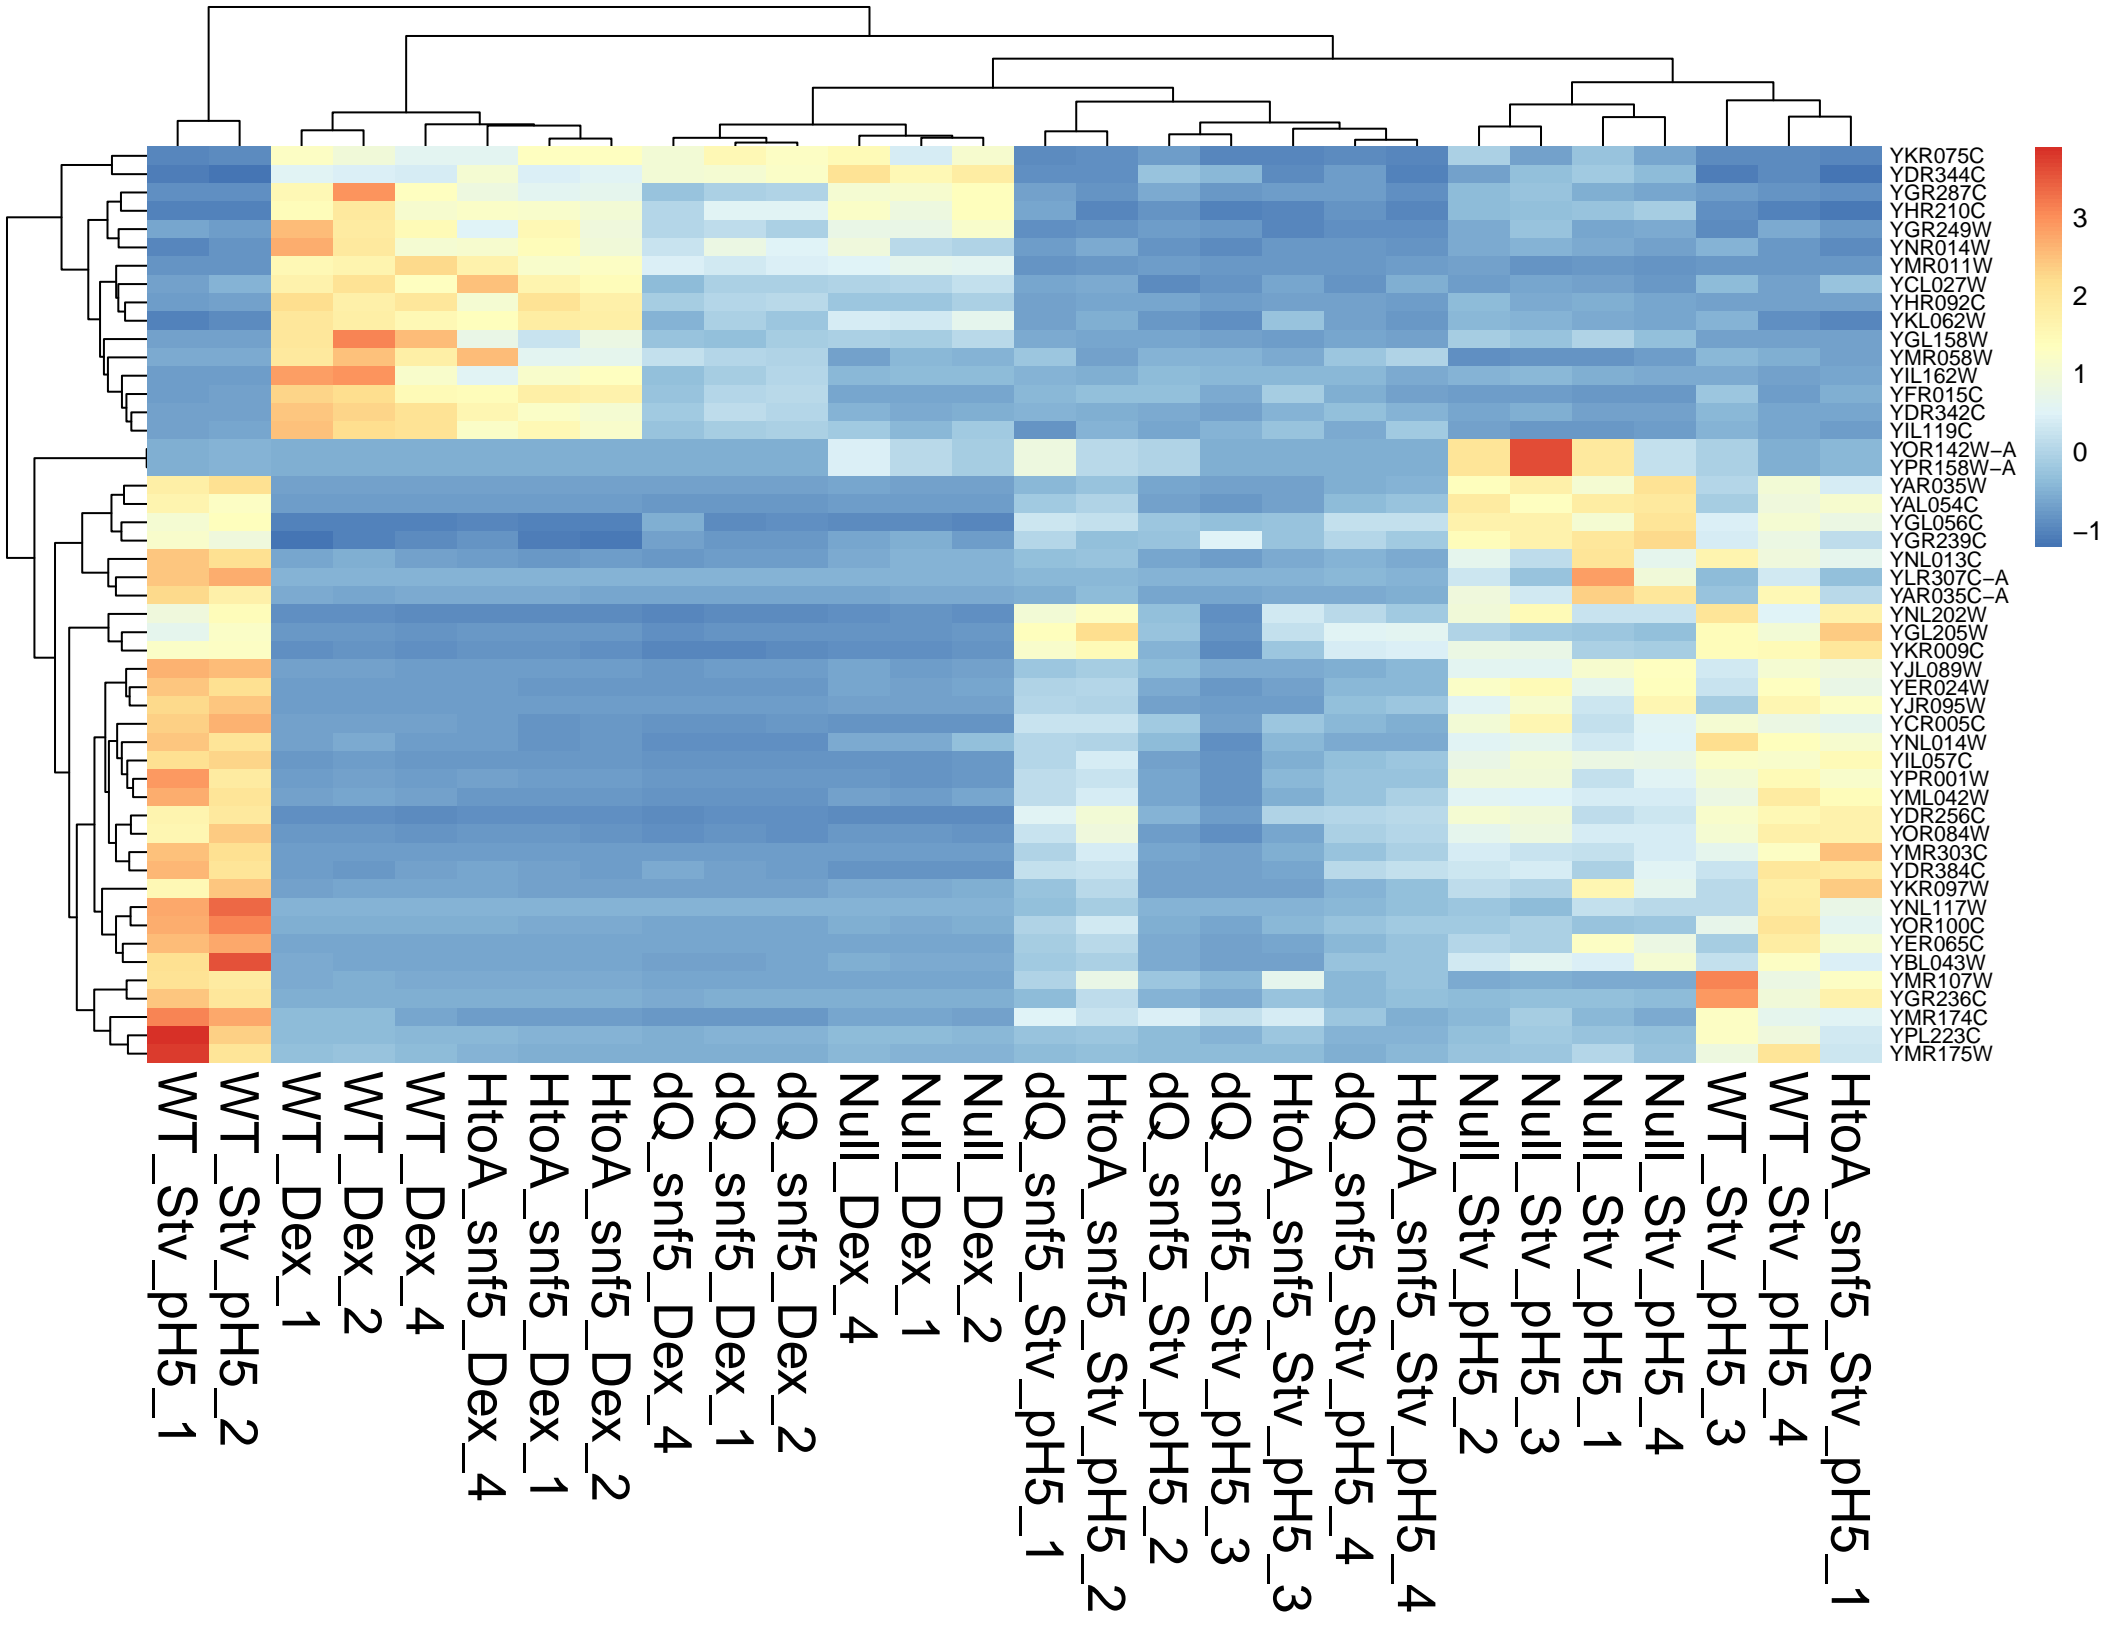 YKR075C
YDR344C
YGR287C
YHR210C
YGR249W
YNR014W
YMR011W
YCL027W
YHR092C
YKL062W
YGL158W
YMR058W
YIL162W
YFR015C
YDR342C
YIL119C
YOR142W−A
YPR158W−A
YAR035W
YAL054C
YGL056C
YGR239C
YNL013C
YLR307C−A
YAR035C−A
YNL202W
YGL205W
YKR009C
YJL089W
YER024W
YJR095W
YCR005C
YNL014W
YIL057C
YPR001W
YML042W
YDR256C
YOR084W
YMR303C
YDR384C
YKR097W
YNL117W
YOR100C
YER065C
YBL043W
YMR107W
YGR236C
YMR174C
YPL223C
YMR175W
3
2
1
0
−1
WT_Stv_pH5_1
WT_Stv_pH5_2
WT_Dex_1
WT_Dex_2
WT_Dex_4
HtoA_snf5_Dex_4
HtoA_snf5_Dex_1
HtoA_snf5_Dex_2
dQ_snf5_Dex_4
dQ_snf5_Dex_1
dQ_snf5_Dex_2
Null_Dex_4
Null_Dex_1
Null_Dex_2
dQ_snf5_Stv_pH5_1
HtoA_snf5_Stv_pH5_2
dQ_snf5_Stv_pH5_2
dQ_snf5_Stv_pH5_3
HtoA_snf5_Stv_pH5_3
dQ_snf5_Stv_pH5_4
HtoA_snf5_Stv_pH5_4
Null_Stv_pH5_2
Null_Stv_pH5_3
Null_Stv_pH5_1
Null_Stv_pH5_4
WT_Stv_pH5_3
WT_Stv_pH5_4
HtoA_snf5_Stv_pH5_1